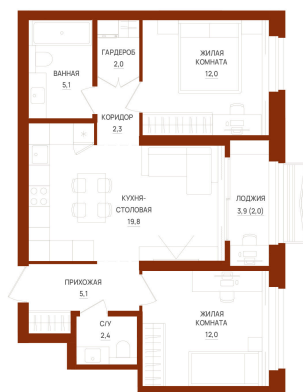 ГАРДЕРОБ
2.0
ЖИЛАЯ
КОМНАТА
12.0
ВАННАЯ
5.1
КОРИДОР
2.3
КУХНЯ-
СТОЛОВАЯ
19.8
ЛОДЖИЯ
3.9 (2.0)
ПРИХОЖАЯ
5.1
С/У
2.4
ЖИЛАЯ
КОМНАТА
12.0